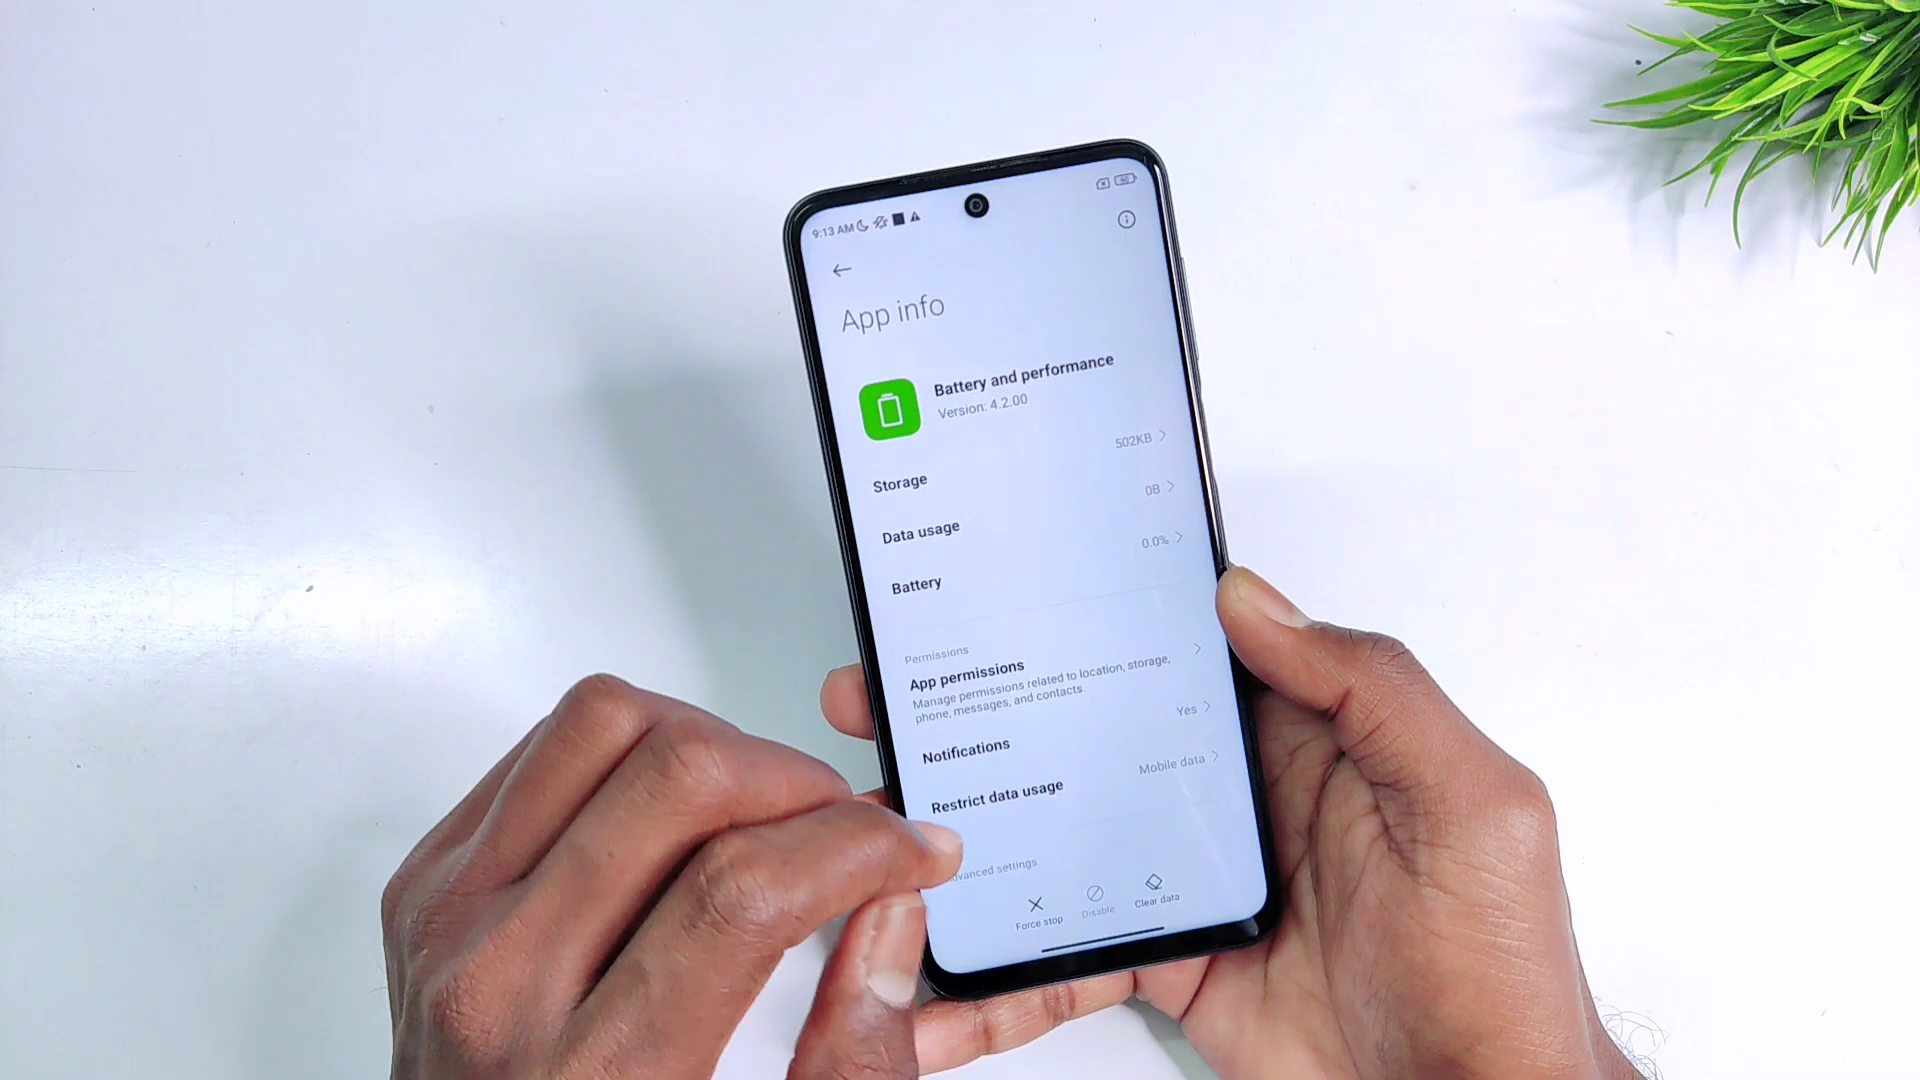 9:13 AM
60
App info
Battery and performance
Version: 4.2.00
Storage
502KB
Data usage
0B
Battery
0.0%
Permissions
App permissions
Manage permissions related to location, storage,
phone, messages, and contacts.
Notifications
Yes
Restrict data usage
Mobile data
dvanced settings
Force stop
Disable
Clear data